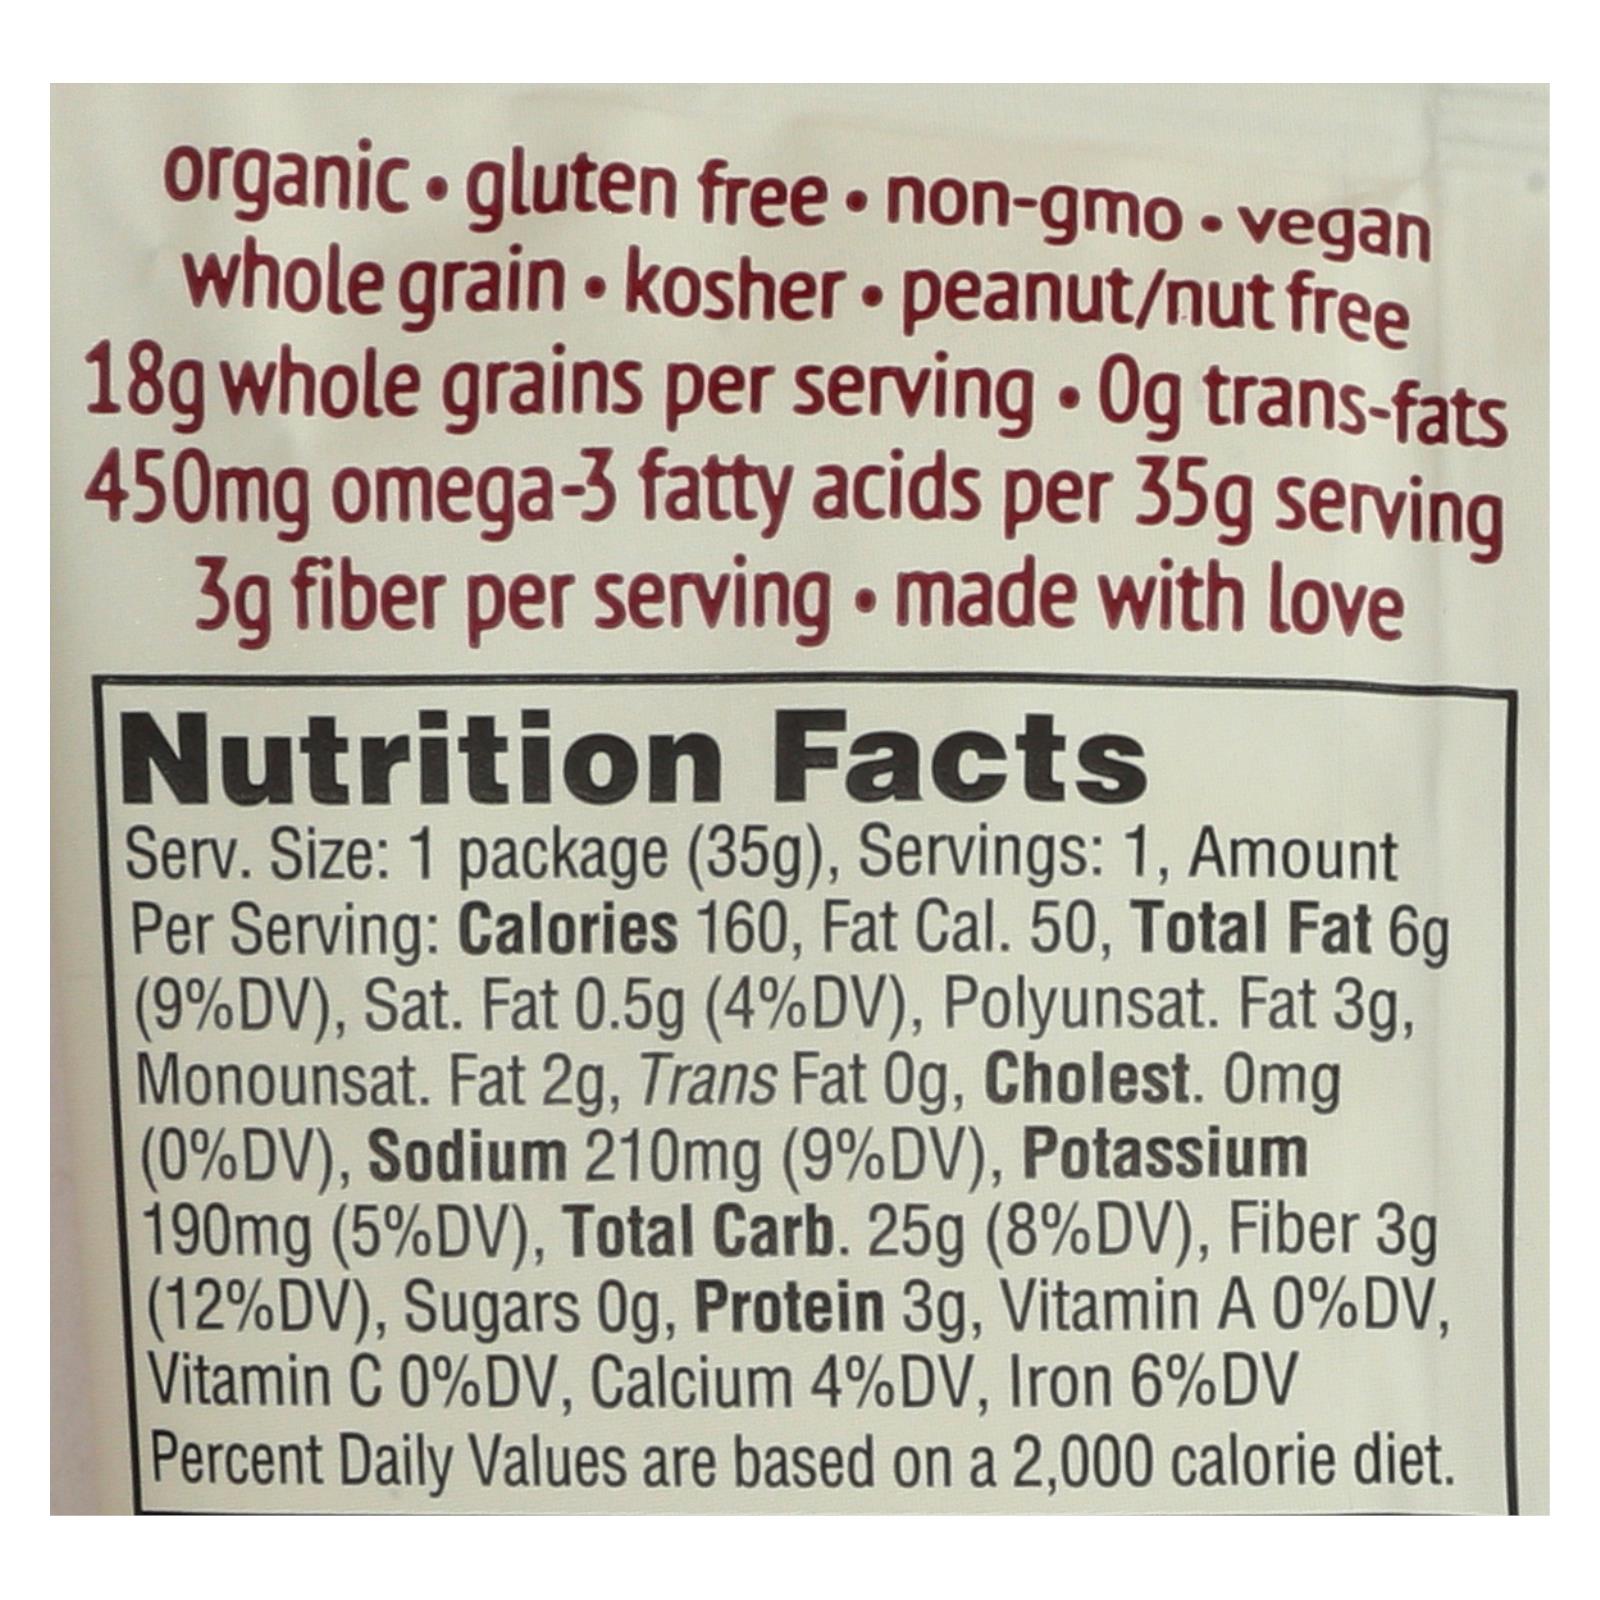 organic • gluten free • non-gmo • vegan
whole grain • kosher • peanut/nut free
18g whole grains per serving • 0g trans-fats
450mg omega-3 fatty acids per 35g serving
3g fiber per serving • made with love
Nutrition Facts
Serv. Size: 1 package (35g), Servings: 1, Amount
Per Serving: Calories 160, Fat Cal. 50, Total Fat 6g
(9%DV), Sat. Fat 0.5g (4%DV), Polyunsat. Fat 3g,
Monounsat. Fat 2g, Trans Fat 0g, Cholest. 0mg
(0%DV), Sodium 210mg (9%DV), Potassium
190mg (5%DV), Total Carb. 25g (8%DV), Fiber 3g
(12%DV), Sugars 0g, Protein 3g, Vitamin A 0%DV,
Vitamin C 0%DV, Calcium 4%DV, Iron 6%DV
Percent Daily Values are based on a 2,000 calorie diet.